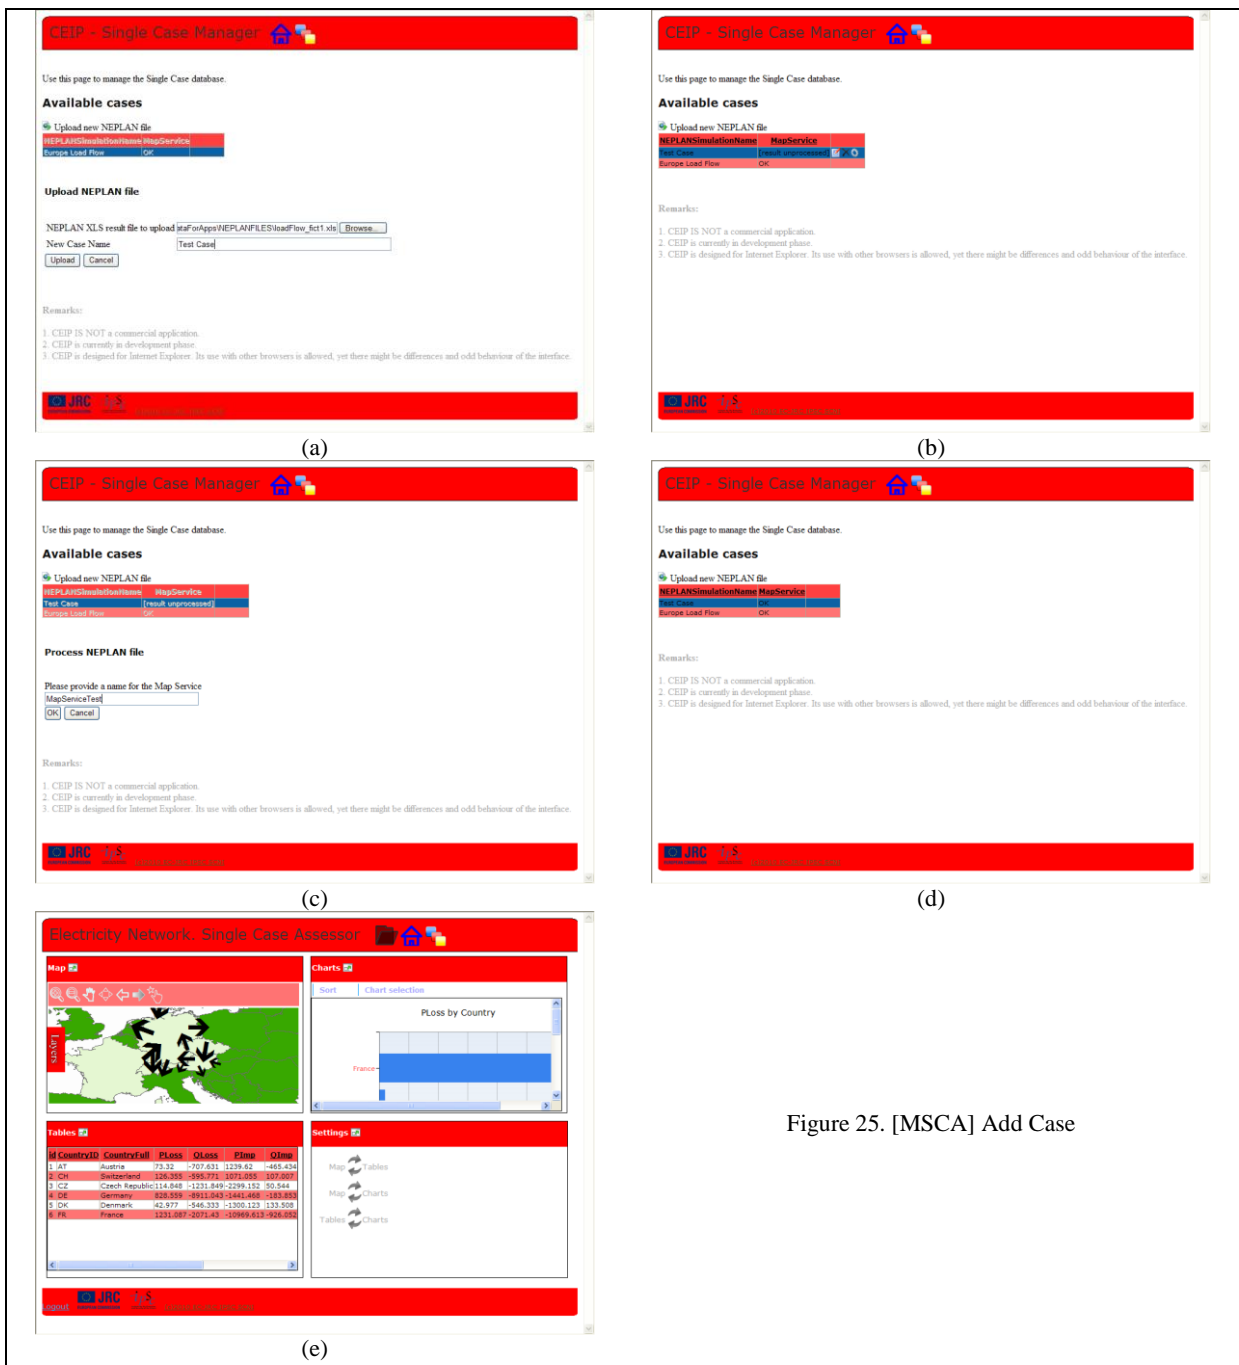 CEIP - Single Case Manager
Use this page to manage the Single Case database.
Available cases
Upload new NEPLAN file
NEPLANSimulationName MapService
Europe Load Flow OK
Upload NEPLAN file
NEPLAN XLS result file to upload ataForApps\NEPLANFILES\loadFlow_fict1.xls Browse...
New Case Name Test Case
Upload Cancel
Remarks:
1. CEIP IS NOT a commercial application.
2. CEIP is currently in development phase.
3. CEIP is designed for Internet Explorer. Its use with other browsers is allowed, yet there might be differences and odd behaviour of the interface.
JRC
(a)
CEIP - Single Case Manager
Use this page to manage the Single Case database.
Available cases
Upload new NEPLAN file
NEPLANSimulationName MapService
Test Case [result unprocessed]
Europe Load Flow OK
Remarks:
1. CEIP IS NOT a commercial application.
2. CEIP is currently in development phase.
3. CEIP is designed for Internet Explorer. Its use with other browsers is allowed, yet there might be differences and odd behaviour of the interface.
JRC
(b)
CEIP - Single Case Manager
Use this page to manage the Single Case database.
Available cases
Upload new NEPLAN file
NEPLANSimulationName MapService
Test Case [result unprocessed]
Europe Load Flow OK
Process NEPLAN file
Please provide a name for the Map Service
MapServiceTest
OK Cancel
Remarks:
1. CEIP IS NOT a commercial application.
2. CEIP is currently in development phase.
3. CEIP is designed for Internet Explorer. Its use with other browsers is allowed, yet there might be differences and odd behaviour of the interface.
JRC
(c)
CEIP - Single Case Manager
Use this page to manage the Single Case database.
Available cases
Upload new NEPLAN file
NEPLANSimulationName MapService
Test Case OK
Europe Load Flow OK
Remarks:
1. CEIP IS NOT a commercial application.
2. CEIP is currently in development phase.
3. CEIP is designed for Internet Explorer. Its use with other browsers is allowed, yet there might be differences and odd behaviour of the interface.
JRC
(d)
Electricity Network. Single Case Assessor
Map
Layers
Charts
Sort Chart selection
PLoss by Country
France
Tables
id CountryID CountryFull PLoss QLoss PImp QImp
1 AT Austria 73.32 -707.631 1239.62 -465.434
2 CH Switzerland 126.355 -595.771 1071.055 107.007
3 CZ Czech Republic 114.848 -1231.849 -2299.152 50.544
4 DE Germany 828.559 -8911.043 -1441.468 -183.853
5 DK Denmark 42.977 -546.333 -1300.123 133.508
6 FR France 1231.087 -2071.43 -10969.613 -926.052
Settings
Map Tables
Map Charts
Tables Charts
Logout
JRC
(e)
Figure 25. [MSCA] Add Case